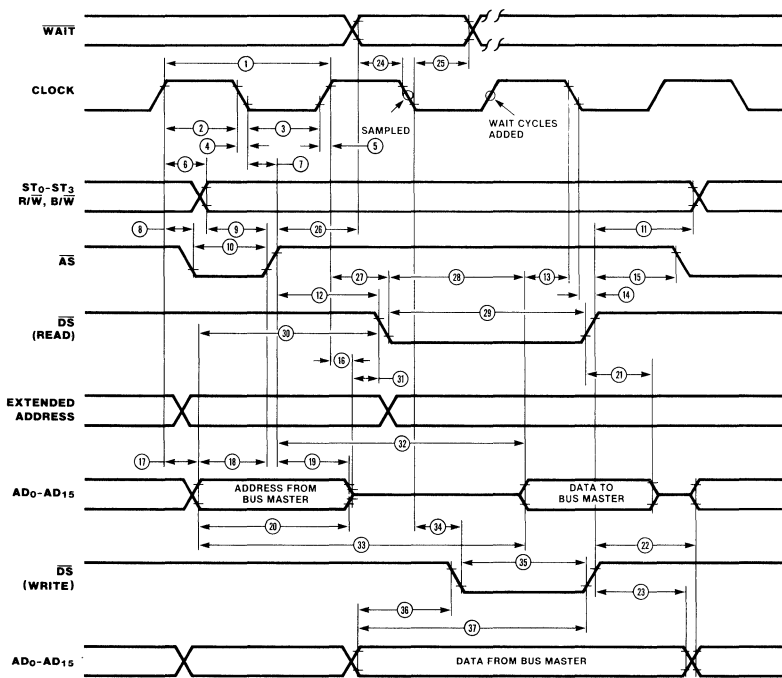 WAIT
24
25
1
CLOCK
SAMPLED
WAIT CYCLES
ADDED
2
3
4
5
6
7
ST0-ST3
R/W, B/W
8
9
26
11
10
AS
27
28
13
15
12
14
29
DS
(READ)
30
16
31
21
EXTENDED
ADDRESS
32
17
18
19
AD0-AD15
ADDRESS FROM
BUS MASTER
DATA TO
BUS MASTER
20
34
33
22
35
DS
(WRITE)
23
36
37
AD0-AD15
DATA FROM BUS MASTER